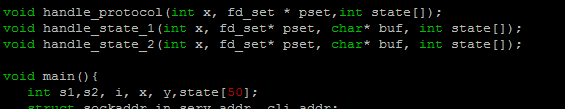 void handle_protocol(int x, fd_set * pset,int state[]);
void handle_state_1(int x, fd_set* pset, char* buf, int state[]);
void handle_state_2(int x, fd_set* pset, char* buf, int state[]);
void main(){
int s1,s2, i, x, y,state[50];
struct sockaddr_in serv_addr, cli_addr;